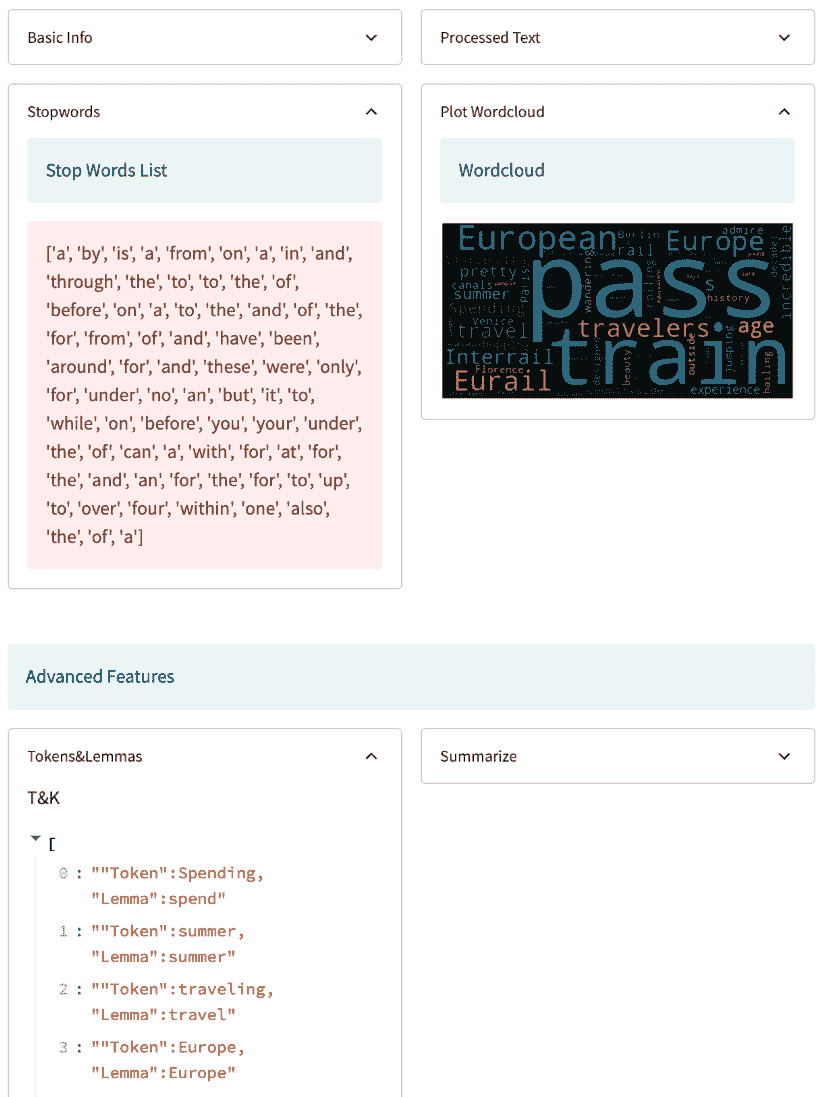 Basic Info
Processed Text
Stopwords
Stop Words List
['a', 'by', 'is', 'a', 'from', 'on', 'a', 'in', 'and',
'through', 'the', 'to', 'to', 'the', 'of',
'before', 'on', 'a', 'to', 'the', 'and', 'of', 'the',
'for', 'from', 'of', 'and', 'have', 'been',
'around', 'for', 'and', 'these', 'were', 'only',
'for', 'under', 'no', 'an', 'but', 'it', 'to',
'while', 'on', 'before', 'you', 'your', 'under',
'the', 'of', 'can', 'a', 'with', 'for', 'at', 'for',
'the', 'and', 'an', 'for', 'the', 'for', 'to', 'up',
'to', 'over', 'four', 'within', 'one', 'also',
'the', 'of', 'a']
Plot Wordcloud
Wordcloud
European
Berlin
rail
Europe
admire
incredible
pretty
canals
summer
Spending
Venice
travel
Paris
wandering
pass
s
history
travelers
age
train
Interrail
Florence
Eurail
beauty
outside
jumping
hailing
experience
Advanced Features
Tokens&Lemmas
T&K
[
0 : ""Token":Spending,
"Lemma":spend"
1 : ""Token":summer,
"Lemma":summer"
2 : ""Token":traveling,
"Lemma":travel"
3 : ""Token":Europe,
"Lemma":Europe"
Summarize